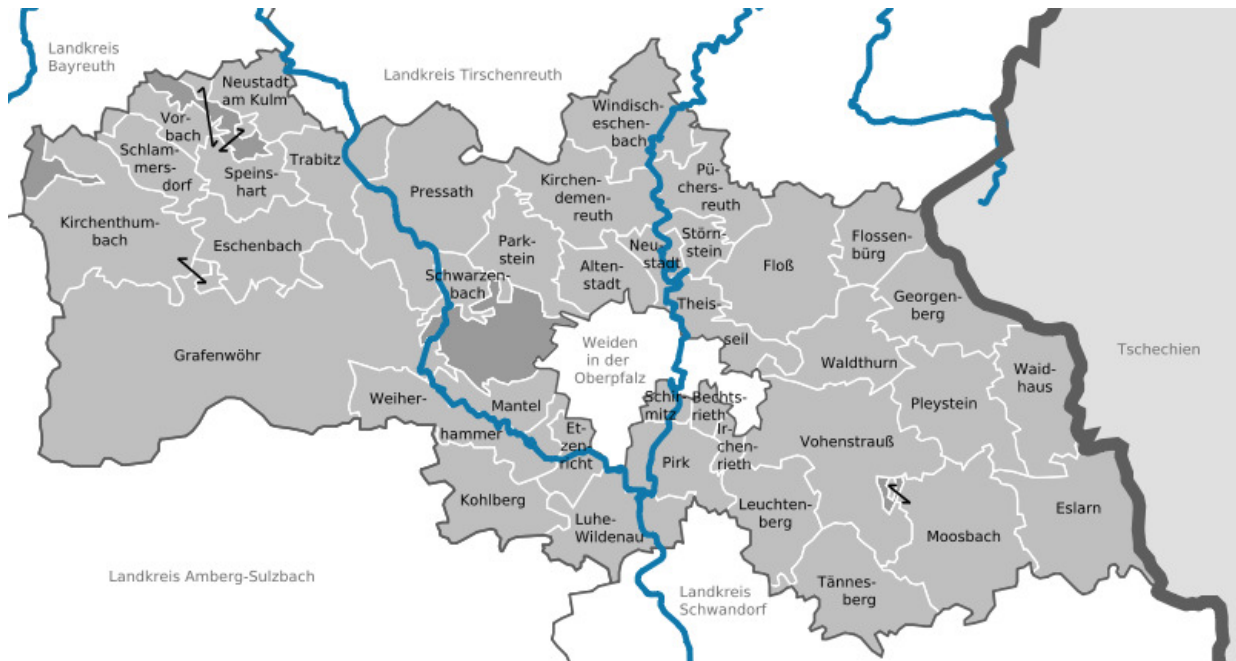 Landkreis
Bayreuth
Landkreis Tirschenreuth
Neustadt
am Kulm
Vor-
bach
Schlam-
mers-
dorf
Speins-
hart
Trabitz
Pressath
Windisch-
eschen-
bach
Kirchen-
demen-
reuth
Pü-
chers-
reuth
Kirchenthum-
bach
Eschenbach
Park-
stein
Schwarzen-
bach
Alten-
stadt
Neu-
stadt
Störn-
stein
Floß
Flossen-
bürg
Theis-
seil
Georgen-
berg
Grafenwöhr
Weiden
in der
Oberpfalz
Waldthurn
Waid-
haus
Tschechien
Weiher-
hammer
Mantel
Et-
zen-
richt
Schir-
mitz
Bechts-
rieth
Ir-
chen-
rieth
Pleystein
Vohenstrauß
Pirk
Kohlberg
Luhe-
Wildenau
Leuchten-
berg
Moosbach
Eslarn
Tännes-
berg
Landkreis Amberg-Sulzbach
Landkreis
Schwandorf